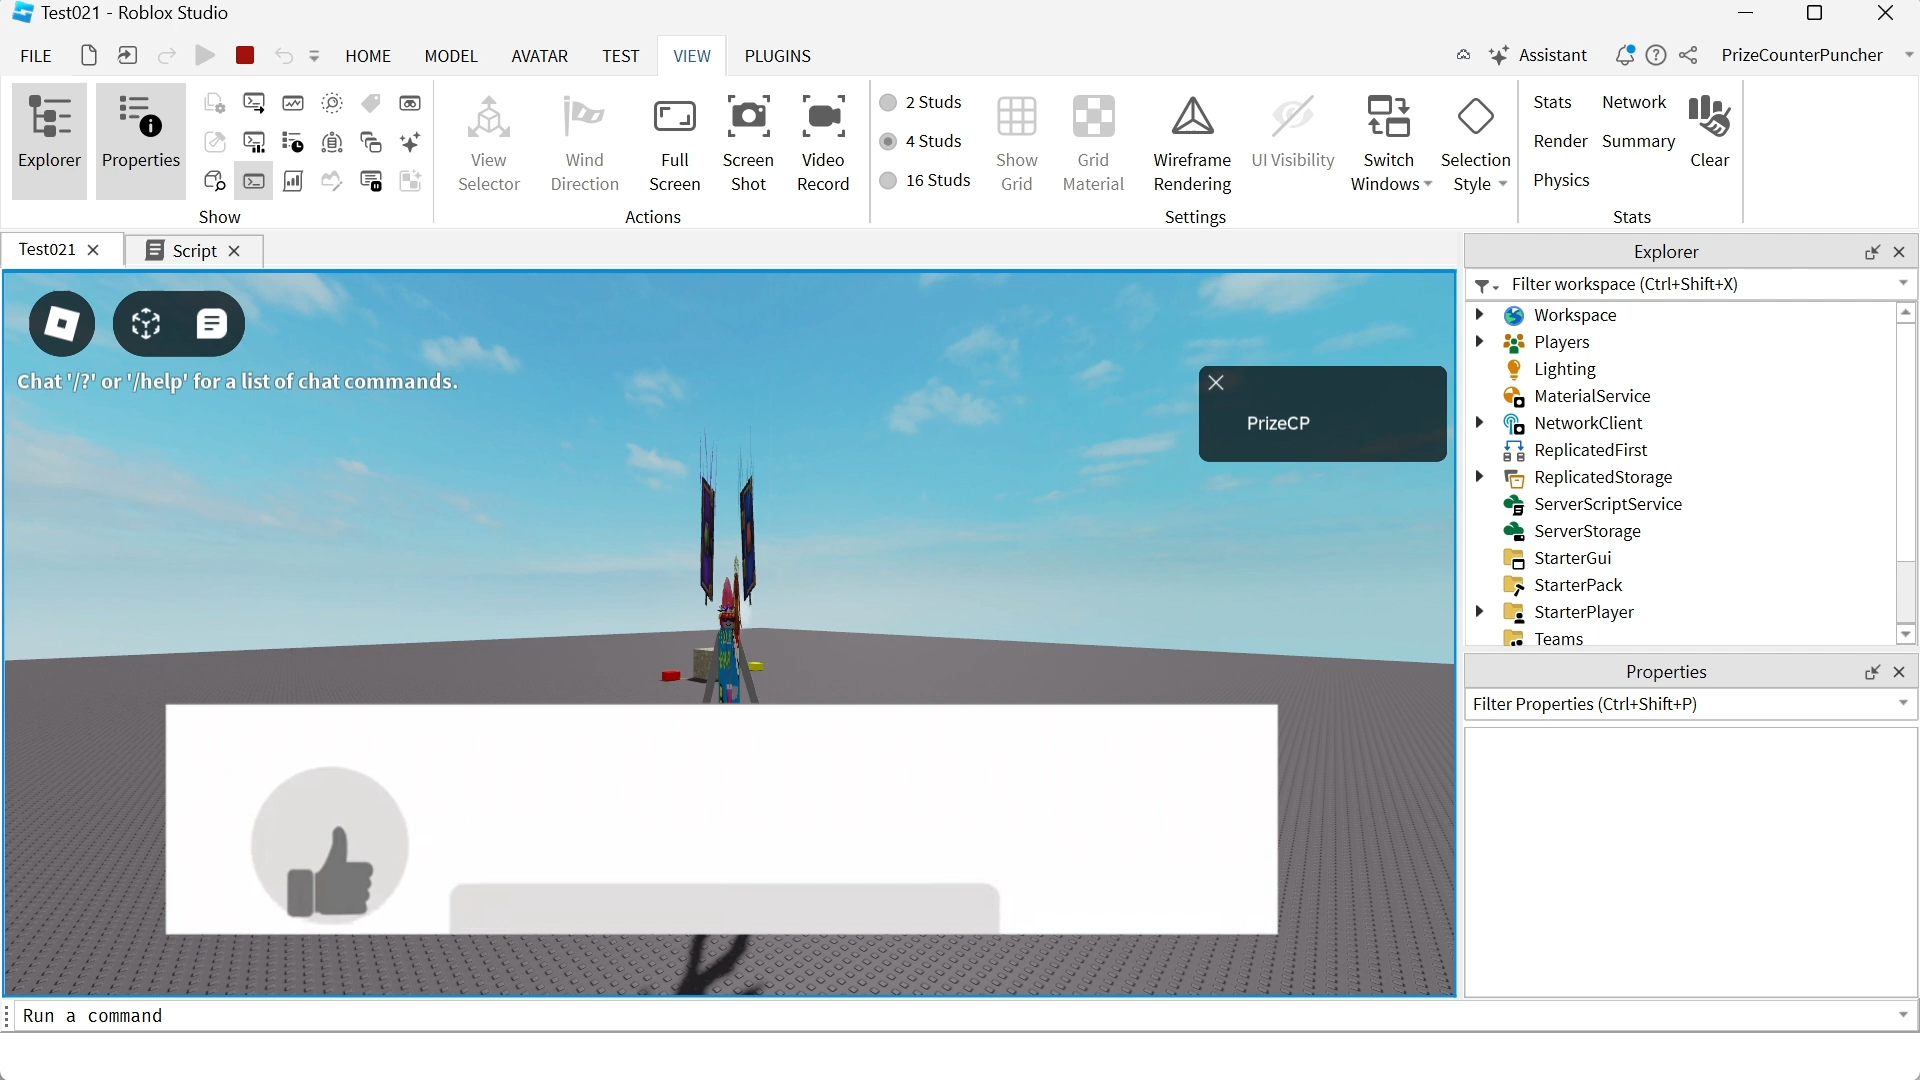 Test021 - Roblox Studio
FILE
HOME
MODEL
AVATAR
TEST
VIEW
PLUGINS
Assistant
PrizeCounterPuncher
Explorer
Properties
Show
View
Selector
Wind
Direction
Full
Screen
Screen
Shot
Video
Record
Actions
2 Studs
4 Studs
16 Studs
Show
Grid
Grid
Material
Wireframe
Rendering
UI Visibility
Switch
Windows
Selection
Style
Settings
Stats
Network
Render
Summary
Physics
Clear
Stats
Test021
Script
Chat '/?' or '/help' for a list of chat commands.
PrizeCP
Explorer
Filter workspace (Ctrl+Shift+X)
Workspace
Players
Lighting
MaterialService
NetworkClient
ReplicatedFirst
ReplicatedStorage
ServerScriptService
ServerStorage
StarterGui
StarterPack
StarterPlayer
Teams
Properties
Filter Properties (Ctrl+Shift+P)
Run a command